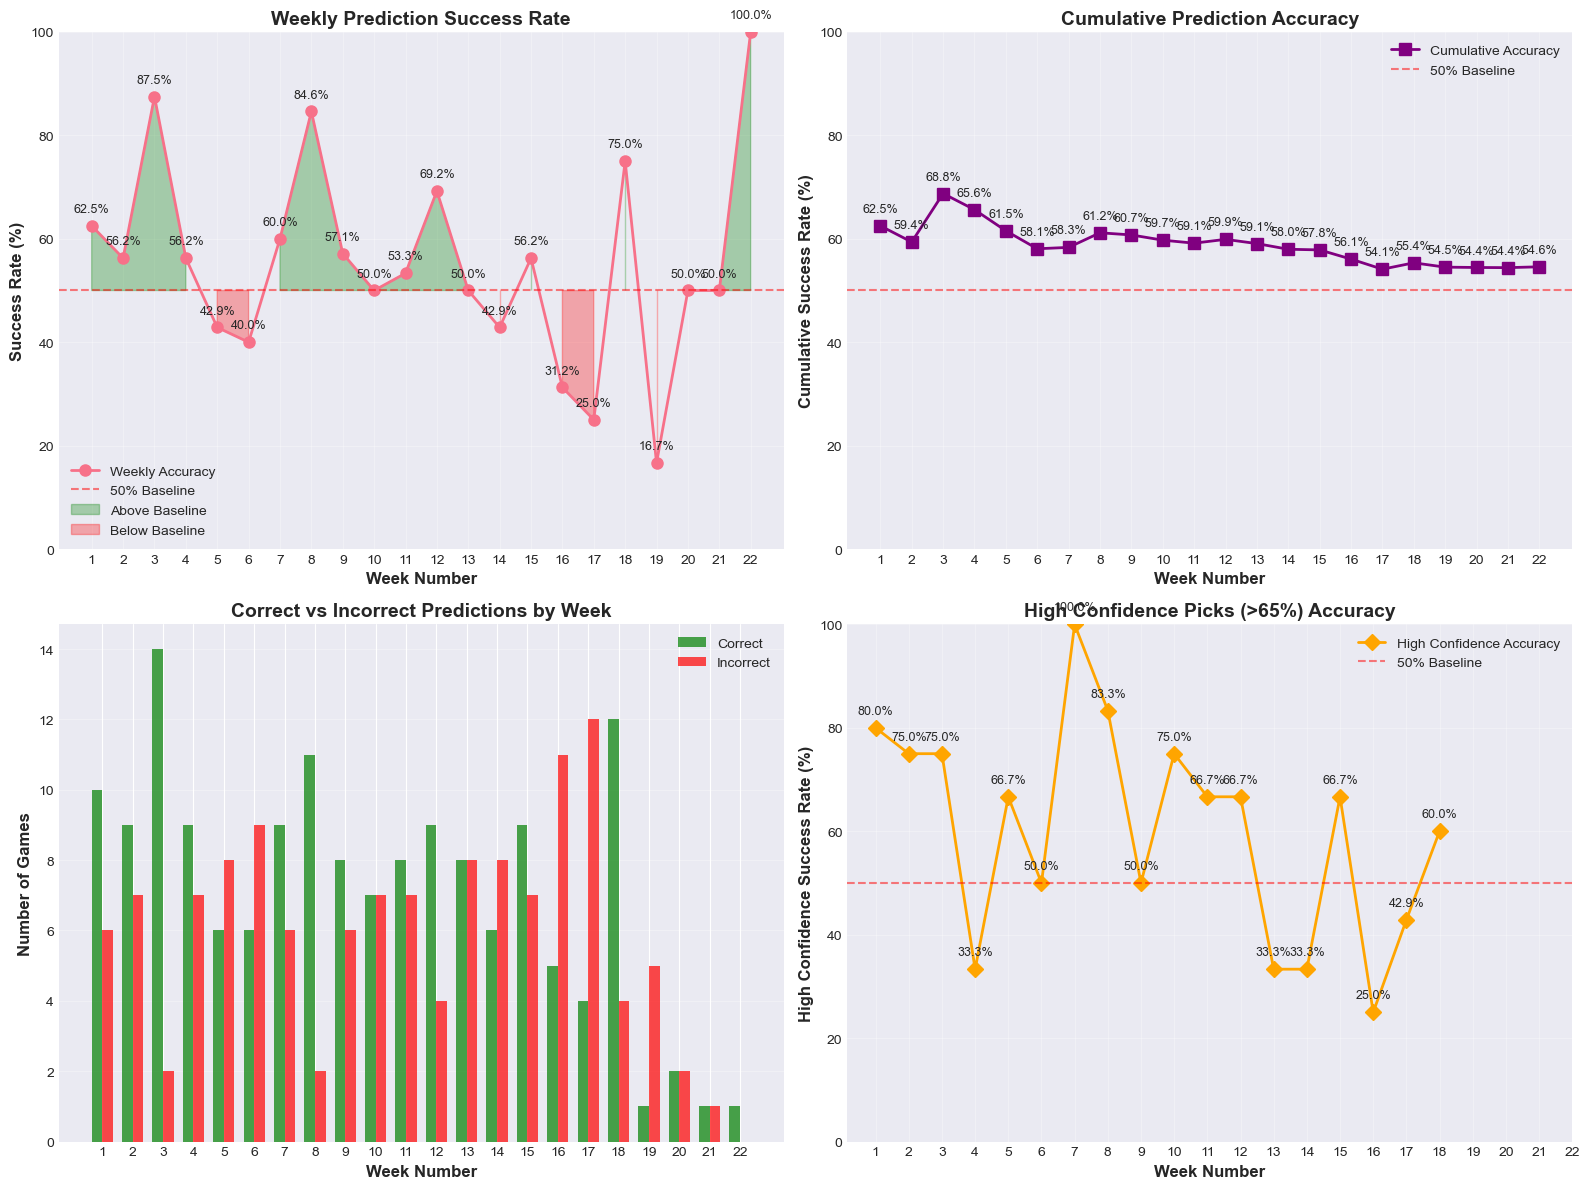 Weekly Prediction Success Rate
100.0%
87.5%
84.6%
75.0%
69.2%
62.5%
60.0%
56.2%
56.2%
57.1%
53.3%
56.2%
50.0%
50.0%
50.0%
50.0%
42.9%
40.0%
42.9%
31.2%
25.0%
16.7%
100
80
60
40
20
0
Success Rate (%)
Weekly Accuracy
50% Baseline
Above Baseline
Below Baseline
1 2 3 4 5 6 7 8 9 10 11 12 13 14 15 16 17 18 19 20 21 22
Week Number
Cumulative Prediction Accuracy
Cumulative Accuracy
50% Baseline
62.5% 59.4% 68.8% 65.6% 61.5% 58.1% 58.3% 61.2% 60.7% 59.7% 59.1% 59.9% 59.1% 58.0% 57.8% 56.1% 54.1% 55.4% 54.5% 54.4% 54.4% 54.6%
100
80
60
40
20
0
Cumulative Success Rate (%)
1 2 3 4 5 6 7 8 9 10 11 12 13 14 15 16 17 18 19 20 21 22
Week Number
Correct vs Incorrect Predictions by Week
Correct
Incorrect
14
12
10
8
6
4
2
0
Number of Games
1 2 3 4 5 6 7 8 9 10 11 12 13 14 15 16 17 18 19 20 21 22
Week Number
High Confidence Picks (>65%) Accuracy
High Confidence Accuracy
50% Baseline
80.0% 75.0% 75.0% 33.3% 66.7% 50.0% 100.0% 83.3% 50.0% 75.0% 66.7% 66.7% 33.3% 33.3% 66.7% 25.0% 42.9% 60.0%
100
80
60
40
20
0
High Confidence Success Rate (%)
1 2 3 4 5 6 7 8 9 10 11 12 13 14 15 16 17 18 19 20 21 22
Week Number